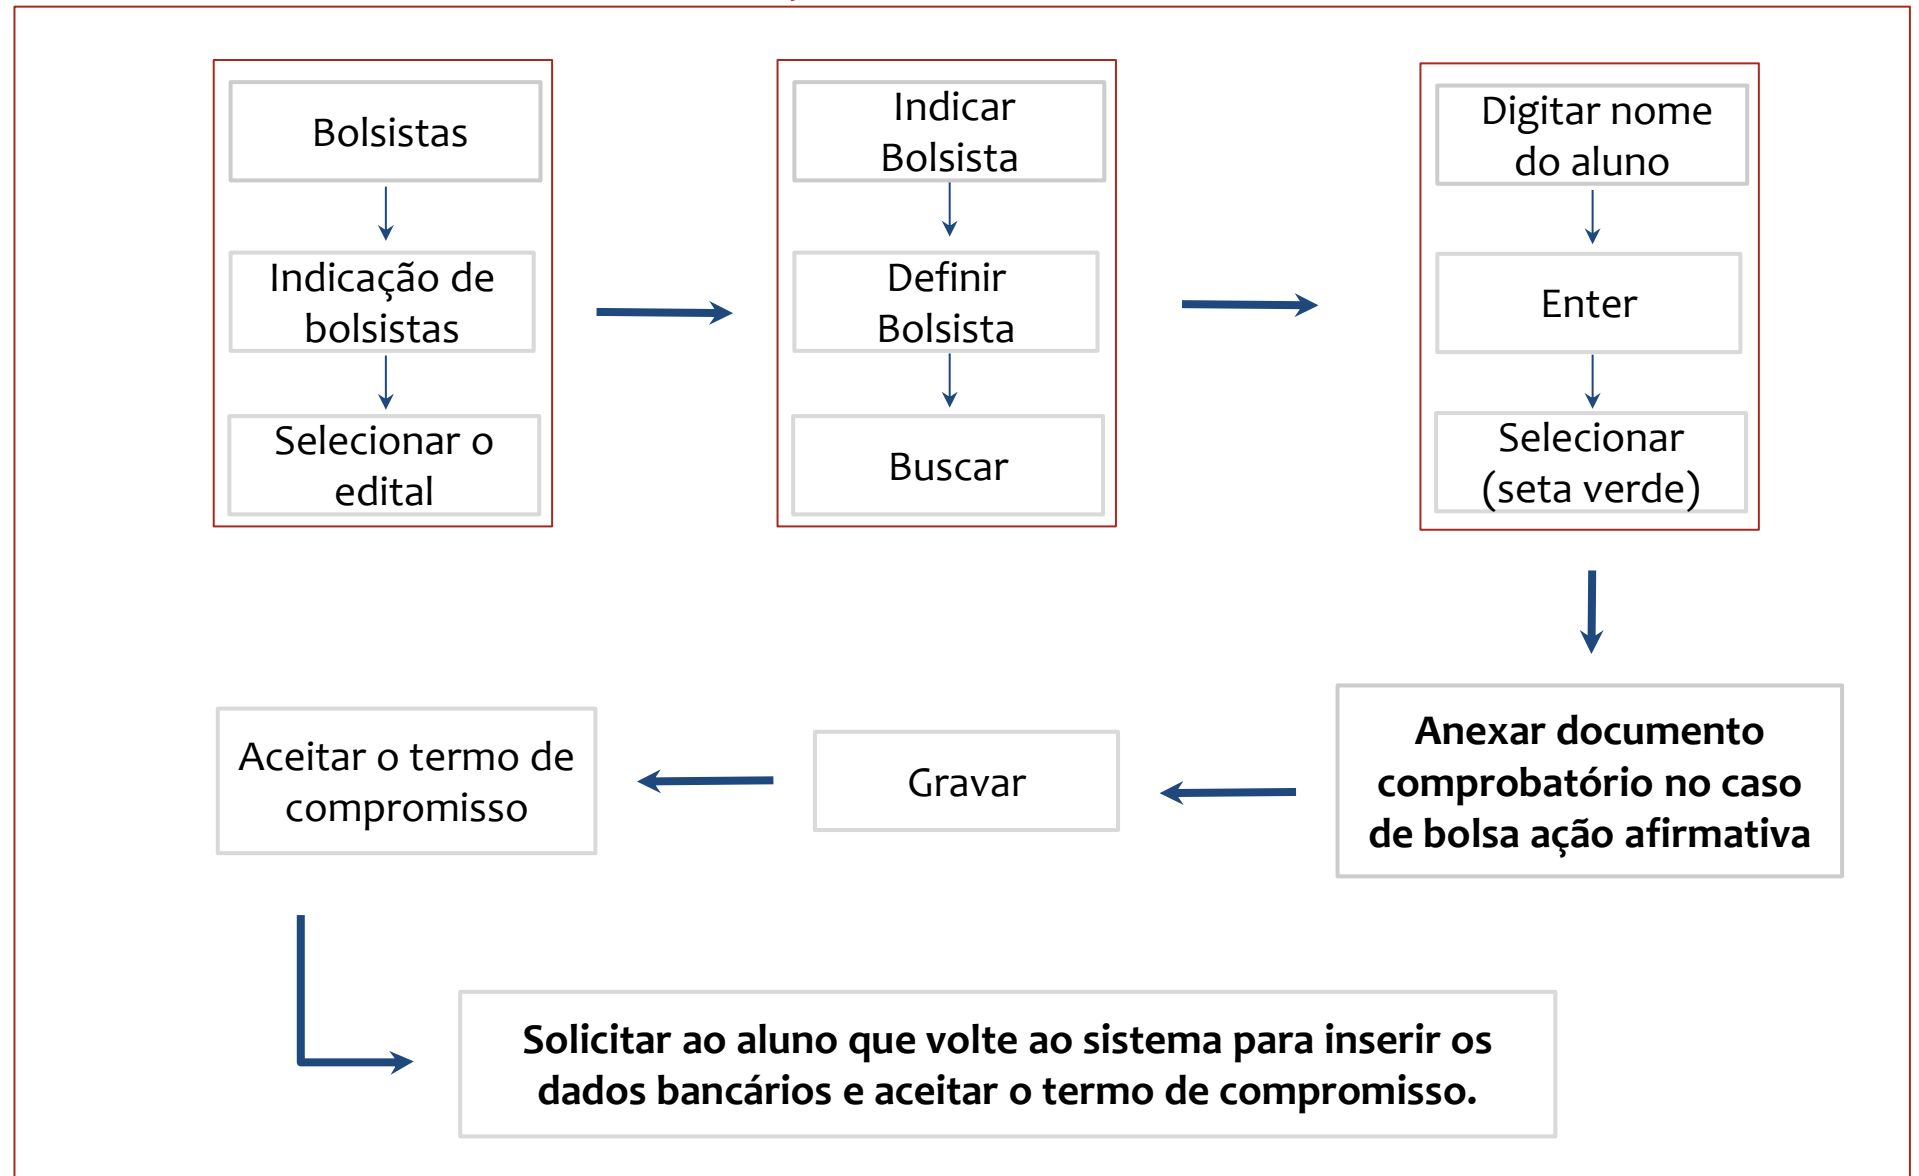 Bolsistas
Indicação de
bolsistas
Selecionar o
edital
Indicar
Bolsista
Definir
Bolsista
Buscar
Digitar nome
do aluno
Enter
Selecionar
(seta verde)
Anexar documento
comprobatório no caso
de bolsa ação afirmativa
Gravar
Aceitar o termo de
compromisso
Solicitar ao aluno que volte ao sistema para inserir os
dados bancários e aceitar o termo de compromisso.